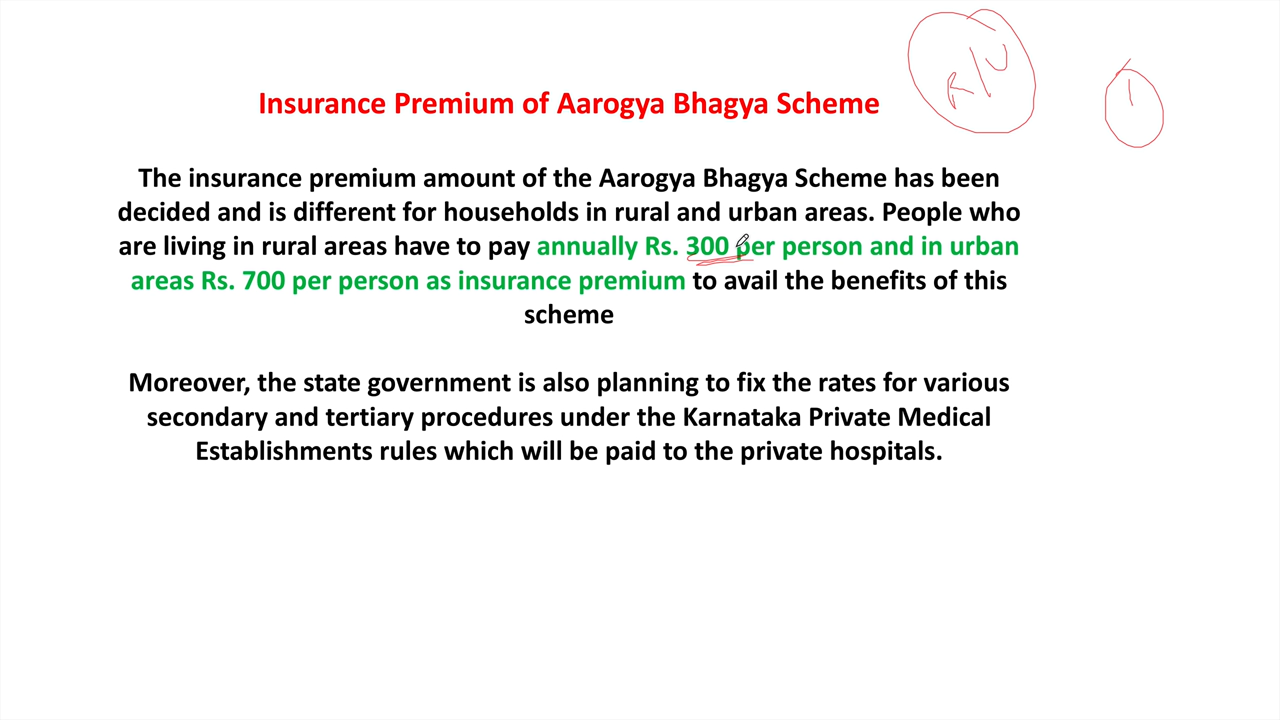 R/U
1
Insurance Premium of Aarogya Bhagya Scheme
The insurance premium amount of the Aarogya Bhagya Scheme has been
decided and is different for households in rural and urban areas. People who
are living in rural areas have to pay annually Rs. 300 per person and in urban
areas Rs. 700 per person as insurance premium to avail the benefits of this
scheme
Moreover, the state government is also planning to fix the rates for various
secondary and tertiary procedures under the Karnataka Private Medical
Establishments rules which will be paid to the private hospitals.